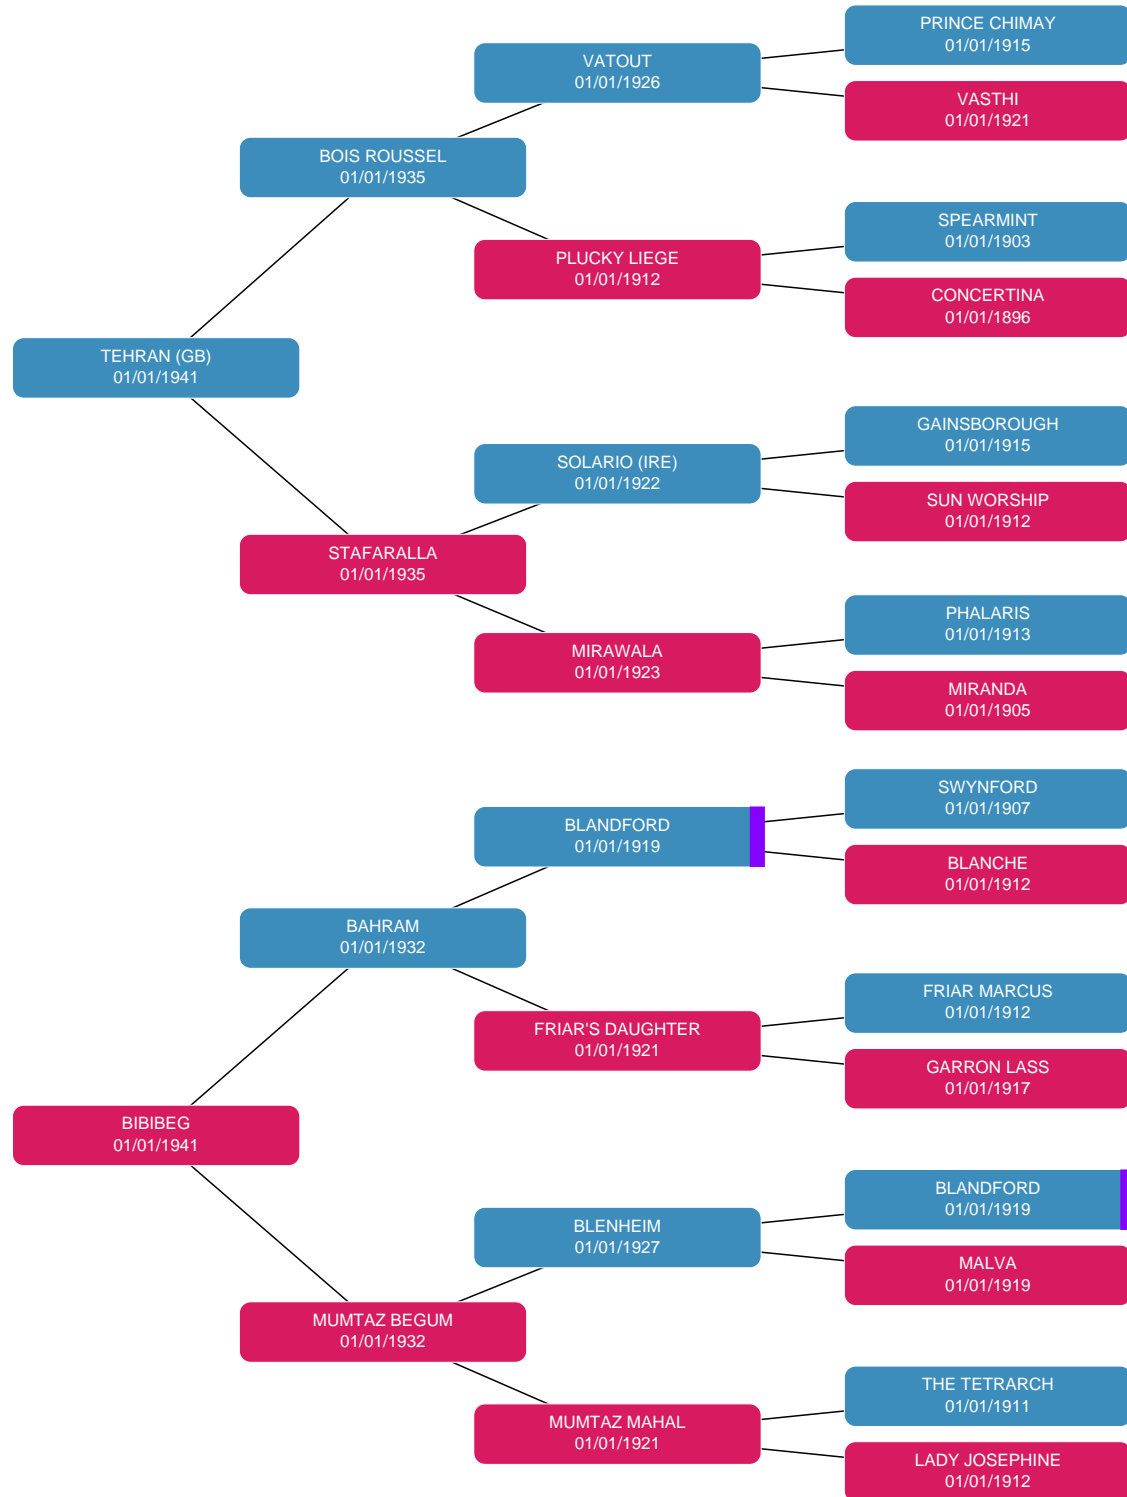 PRINCE CHIMAY
01/01/1915
VATOUT
01/01/1926
VASTHI
01/01/1921
BOIS ROUSSEL
01/01/1935
SPEARMINT
01/01/1903
PLUCKY LIEGE
01/01/1912
CONCERTINA
01/01/1896
TEHRAN (GB)
01/01/1941
GAINSBOROUGH
01/01/1915
SOLARIO (IRE)
01/01/1922
SUN WORSHIP
01/01/1912
STAFARALLA
01/01/1935
PHALARIS
01/01/1913
MIRAWALA
01/01/1923
MIRANDA
01/01/1905
SWYNFORD
01/01/1907
BLANDFORD
01/01/1919
BLANCHE
01/01/1912
BAHRAM
01/01/1932
FRIAR MARCUS
01/01/1912
FRIAR'S DAUGHTER
01/01/1921
GARRON LASS
01/01/1917
BIBIBEG
01/01/1941
BLANDFORD
01/01/1919
BLENHEIM
01/01/1927
MALVA
01/01/1919
MUMTAZ BEGUM
01/01/1932
THE TETRARCH
01/01/1911
MUMTAZ MAHAL
01/01/1921
LADY JOSEPHINE
01/01/1912